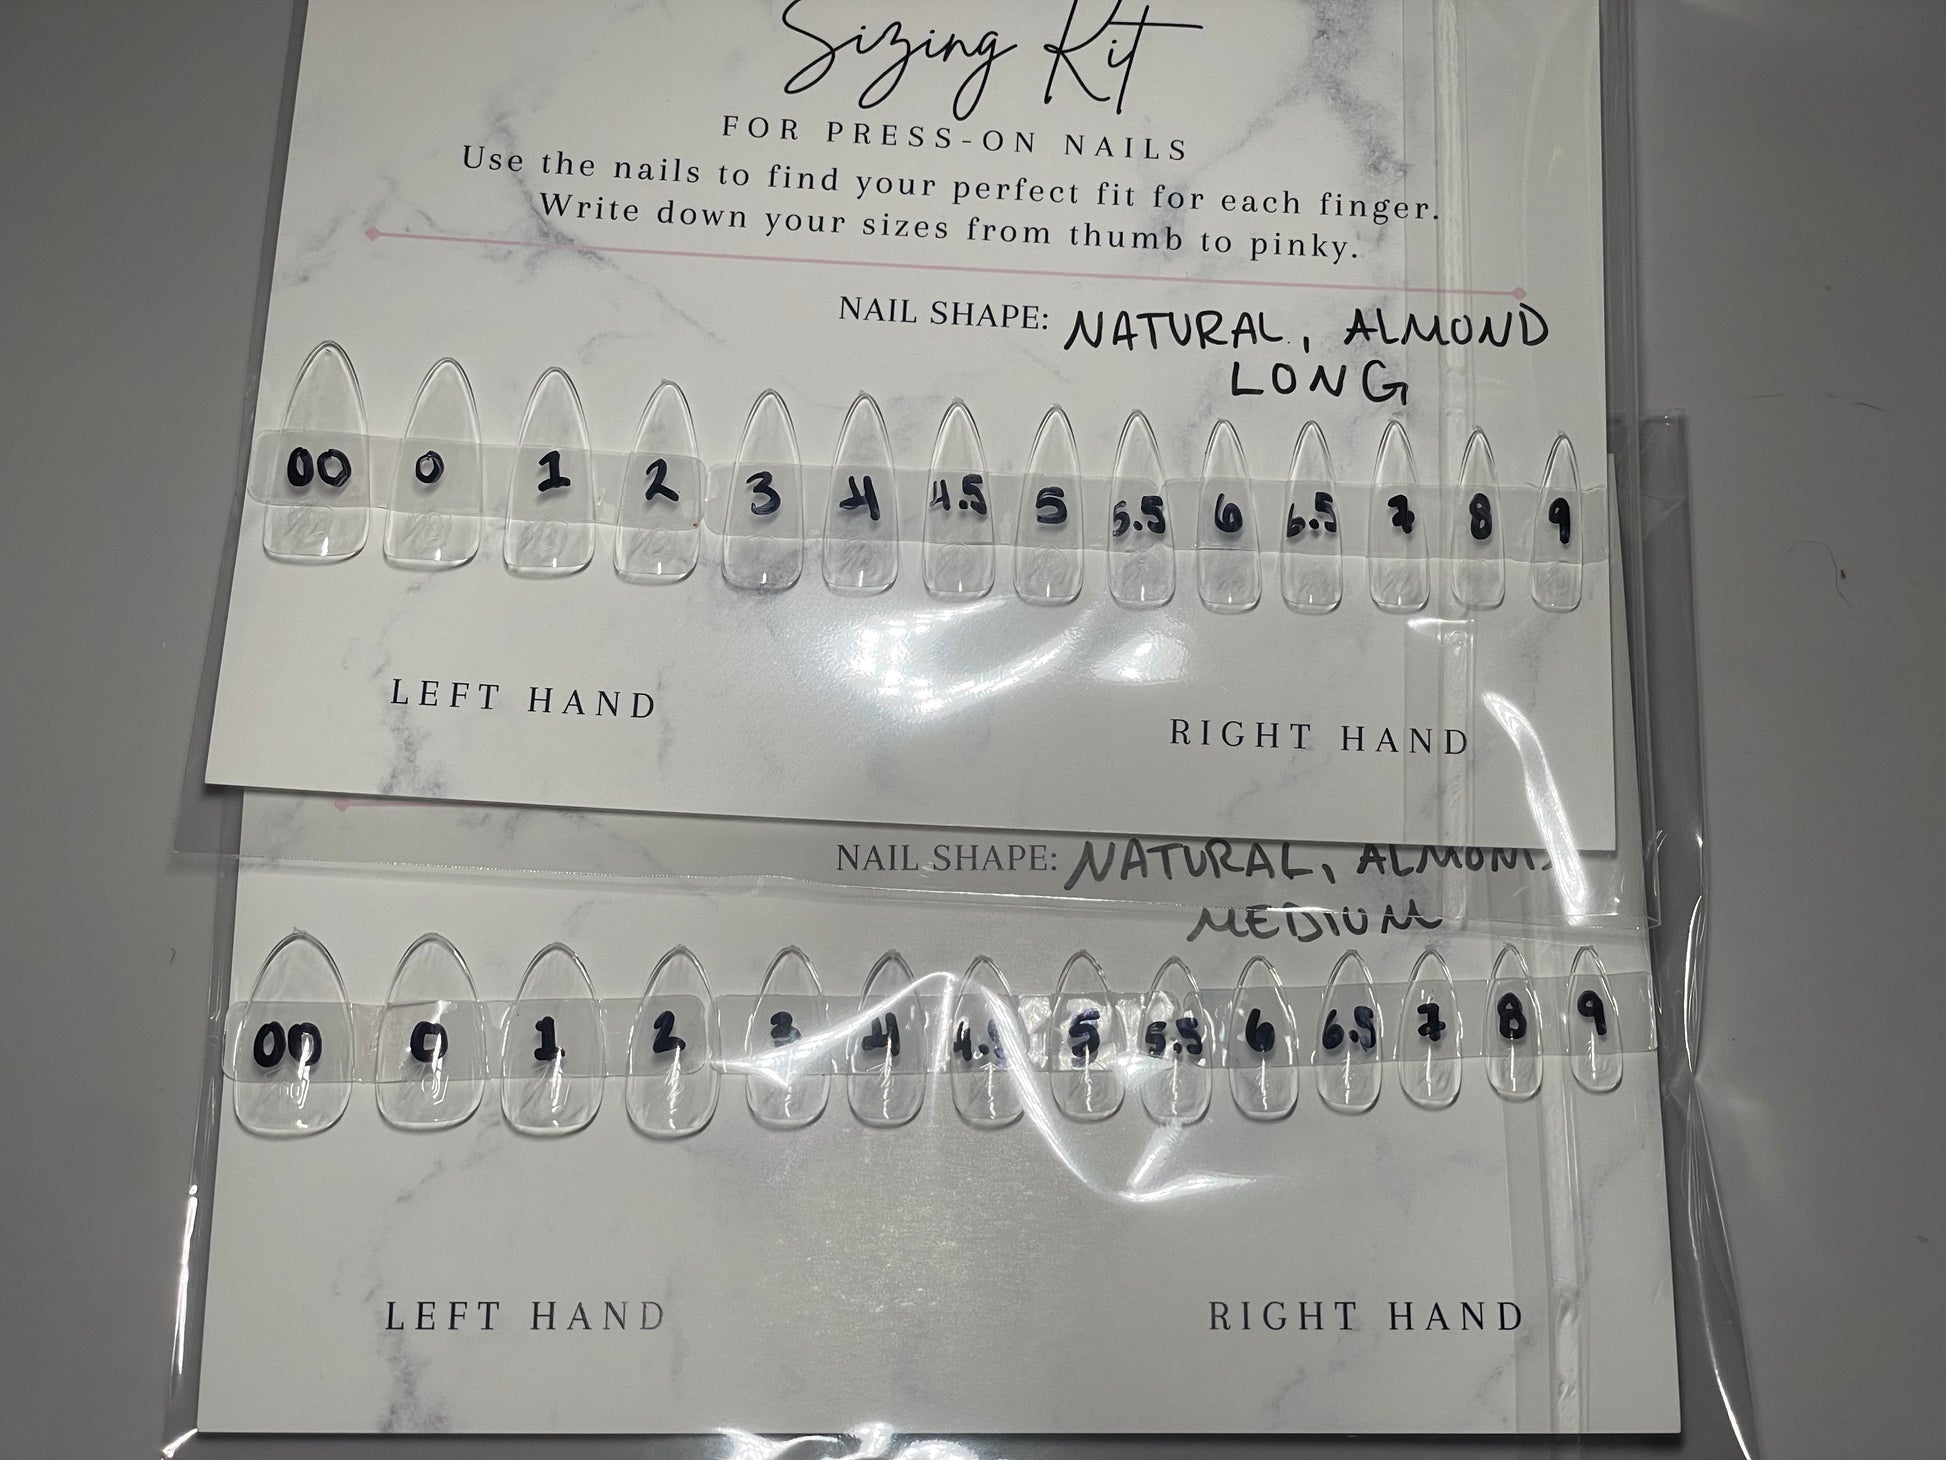 Sizing Kit
FOR PRESS-ON NAILS
Use the nails to find your perfect fit for each finger.
Write down your sizes from thumb to pinky.
NAIL SHAPE: NATURAL, ALMOND
LONG
00 0 1 2 3 4 4.5 5 5.5 6 6.5 7 8 9
LEFT HAND RIGHT HAND
NAIL SHAPE: NATURAL, ALMOND
MEDIUM
00 0 1 2 3 4 4.5 5 5.5 6 6.5 7 8 9
LEFT HAND RIGHT HAND